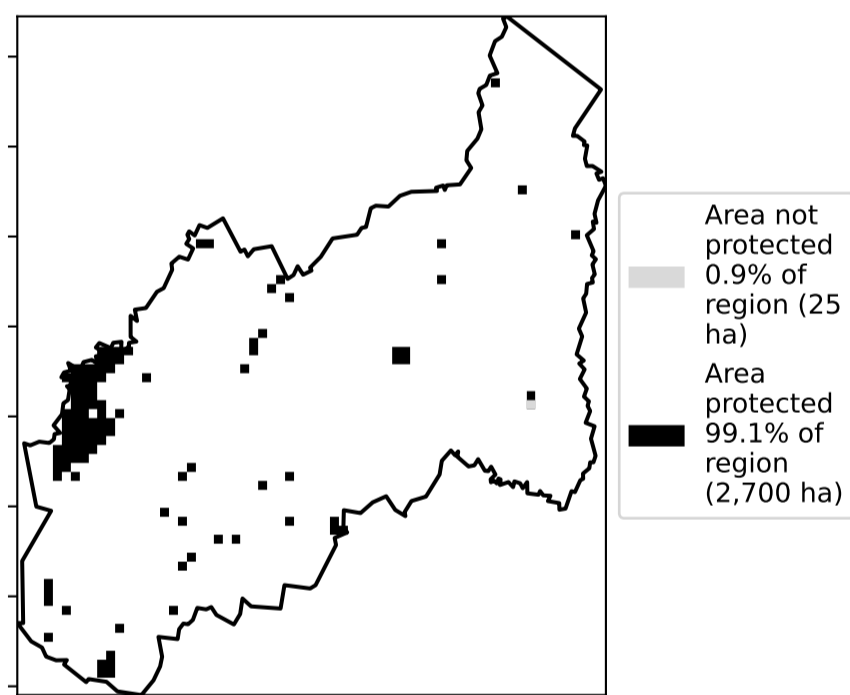 Area not
protected
0.9% of
region (25
ha)
Area
protected
99.1% of
region
(2,700 ha)